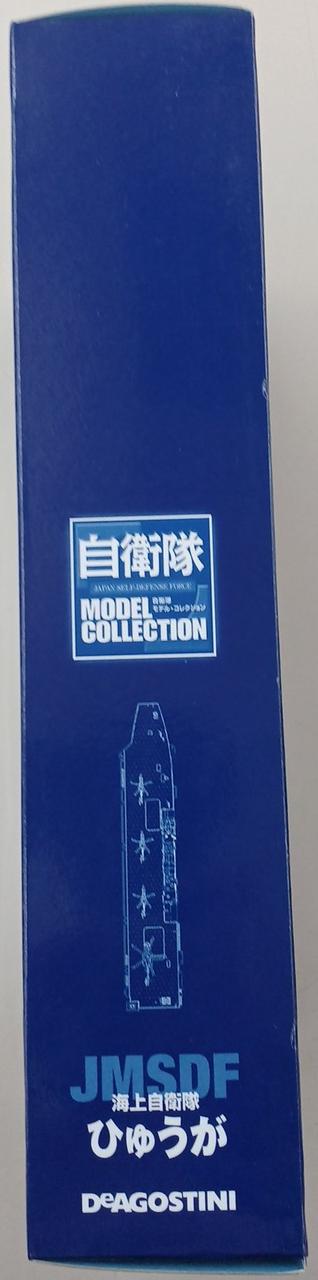 自衛隊
JAPAN SELF-DEFENSE FORCE
MODEL
自衛隊
モデル・コレクション
COLLECTION
JMSDF
海上自衛隊
ひゅうが
DeAGOSTINI